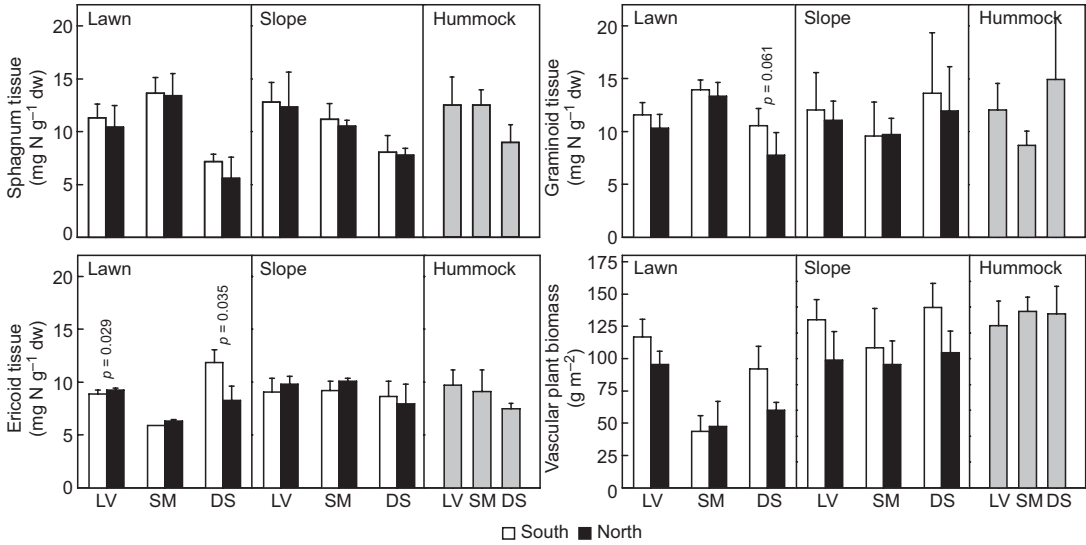 Lawn Slope Hummock
Sphagnum tissue
(mg N g⁻¹ dw)
20
15
10
5
0
Lawn Slope Hummock
Graminoid tissue
(mg N g⁻¹ dw)
20
15
10
5
0
p = 0.061
Lawn Slope Hummock
Ericoid tissue
(mg N g⁻¹ dw)
20
15
10
5
0
p = 0.029
p = 0.035
LV SM DS LV SM DS LV SM DS
Lawn Slope Hummock
Vascular plant biomass
(g m⁻²)
175
150
125
100
75
50
25
0
LV SM DS LV SM DS LV SM DS
South North